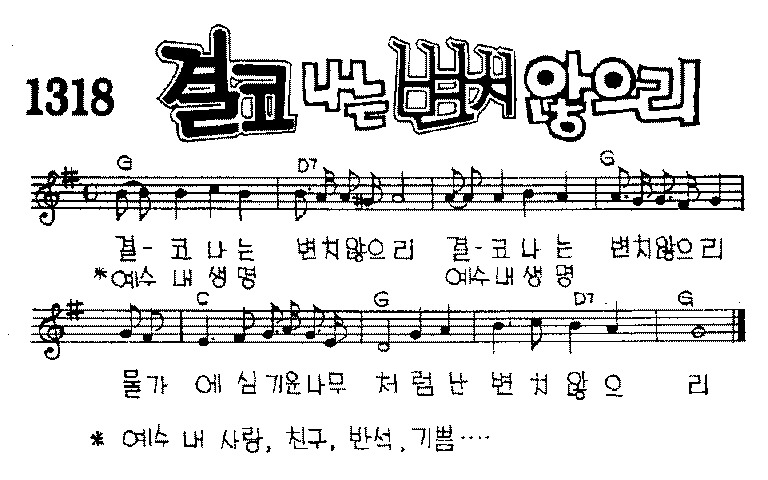 1318 결코 나는 변치 않으리
G D7 G
결-코 나 는 변치않으리 결-코 나 는 변치않으리
*예수 내 생명 예수 내 생 명
C G D7 G
물가 에 심 기운나무 처 럼 난 변 치 않 으 리
* 예수 내 사랑, 친구, 반석, 기쁨....